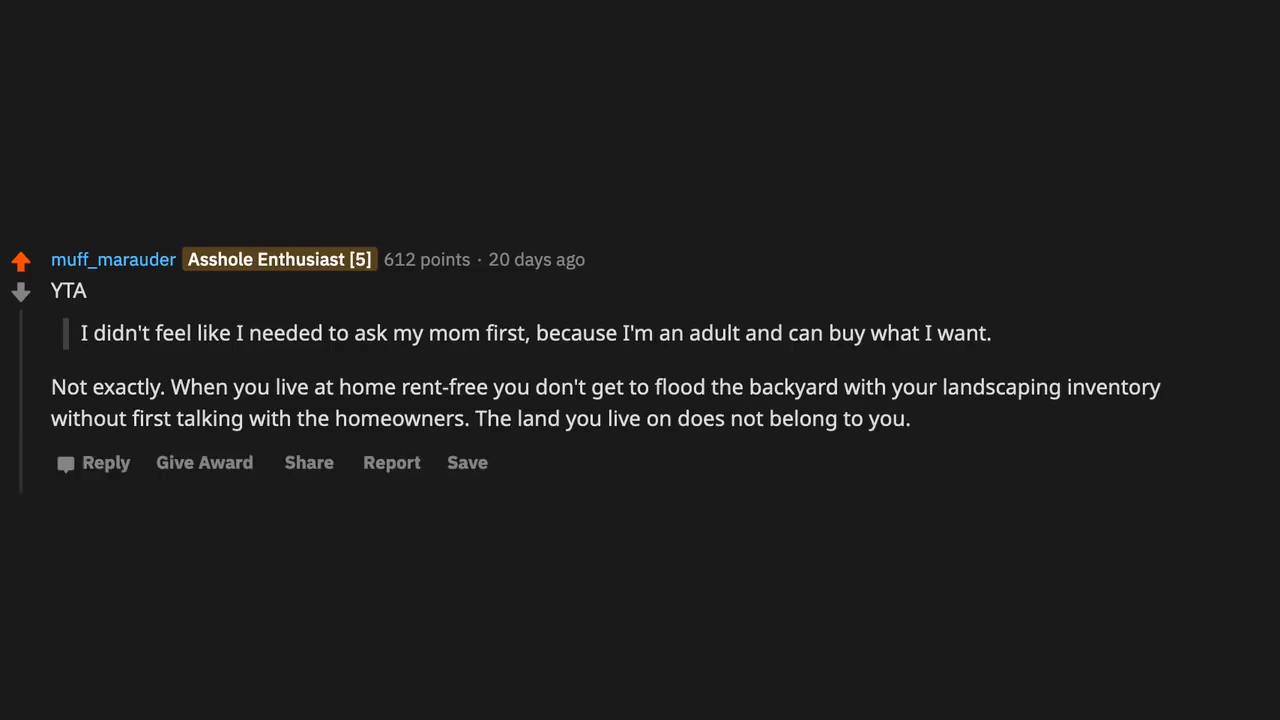 muff_marauder Asshole Enthusiast [5] 612 points · 20 days ago
YTA
I didn't feel like I needed to ask my mom first, because I'm an adult and can buy what I want.
Not exactly. When you live at home rent-free you don't get to flood the backyard with your landscaping inventory
without first talking with the homeowners. The land you live on does not belong to you.
Reply Give Award Share Report Save